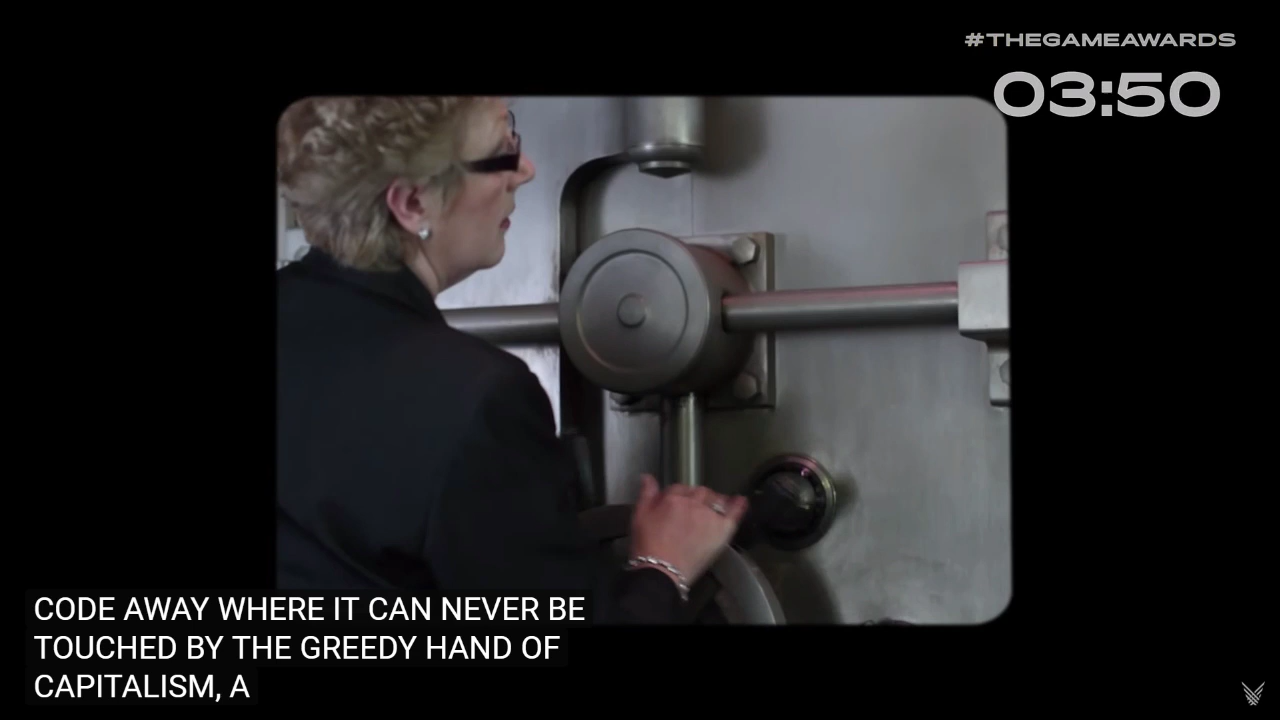 #THEGAMEAWARDS
03:50
CODE AWAY WHERE IT CAN NEVER BE
TOUCHED BY THE GREEDY HAND OF
CAPITALISM, A